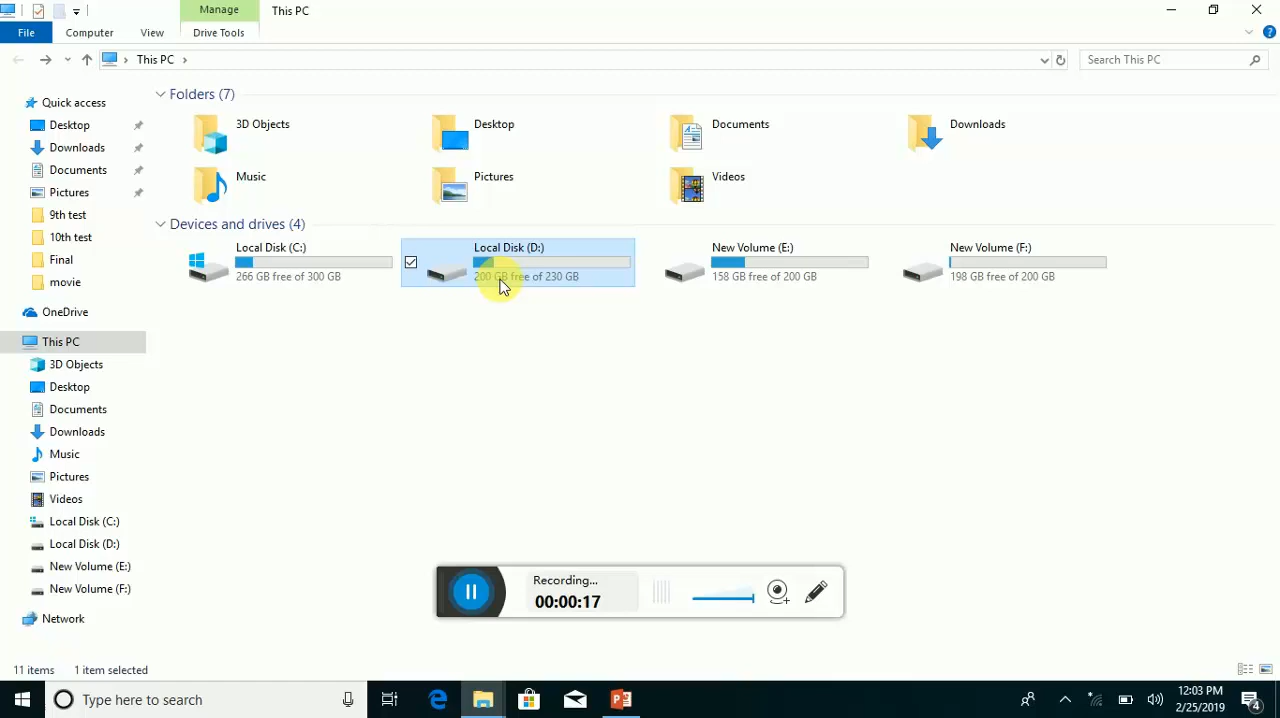 Manage
This PC
File
Computer
View
Drive Tools
This PC
Search This PC
Quick access
Desktop
Downloads
Documents
Pictures
9th test
10th test
Final
movie
OneDrive
This PC
3D Objects
Desktop
Documents
Downloads
Music
Pictures
Videos
Local Disk (C:)
Local Disk (D:)
New Volume (E:)
New Volume (F:)
Network
Folders (7)
3D Objects
Desktop
Documents
Downloads
Music
Pictures
Videos
Devices and drives (4)
Local Disk (C:)
266 GB free of 300 GB
Local Disk (D:)
200 GB free of 230 GB
New Volume (E:)
158 GB free of 200 GB
New Volume (F:)
198 GB free of 200 GB
Recording...
00:00:17
11 items
1 item selected
Type here to search
12:03 PM
2/25/2019
4